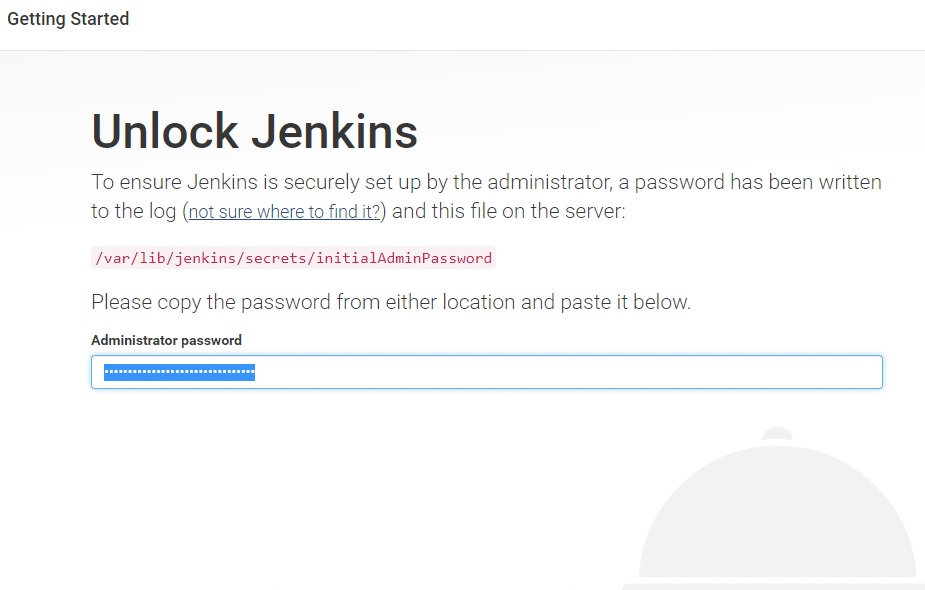 Getting Started
Unlock Jenkins
To ensure Jenkins is securely set up by the administrator, a password has been written
to the log (not sure where to find it?) and this file on the server:
/var/lib/jenkins/secrets/initialAdminPassword
Please copy the password from either location and paste it below.
Administrator password